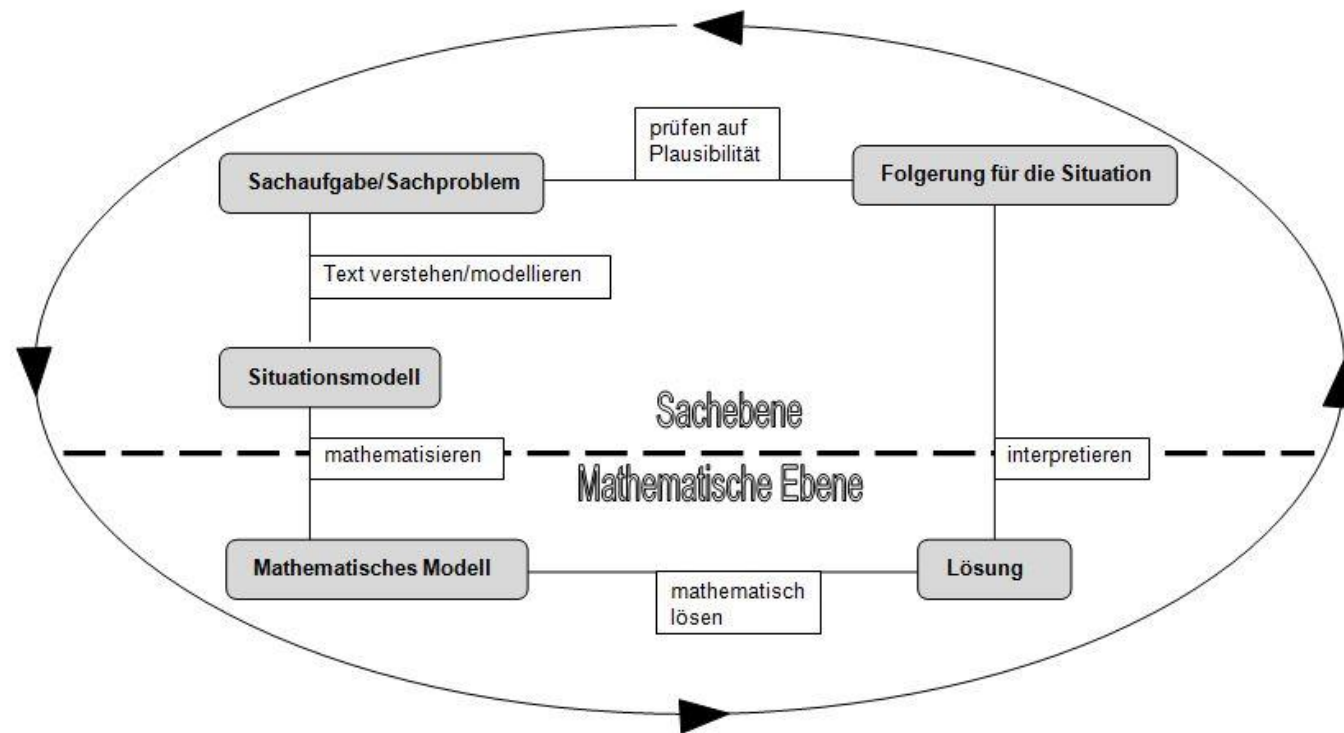 prüfen auf
Plausibilität
Sachaufgabe/Sachproblem
Folgerung für die Situation
Text verstehen/modellieren
Situationsmodell
Sachebene
mathematisieren
interpretieren
Mathematische Ebene
Mathematisches Modell
Lösung
mathematisch
lösen